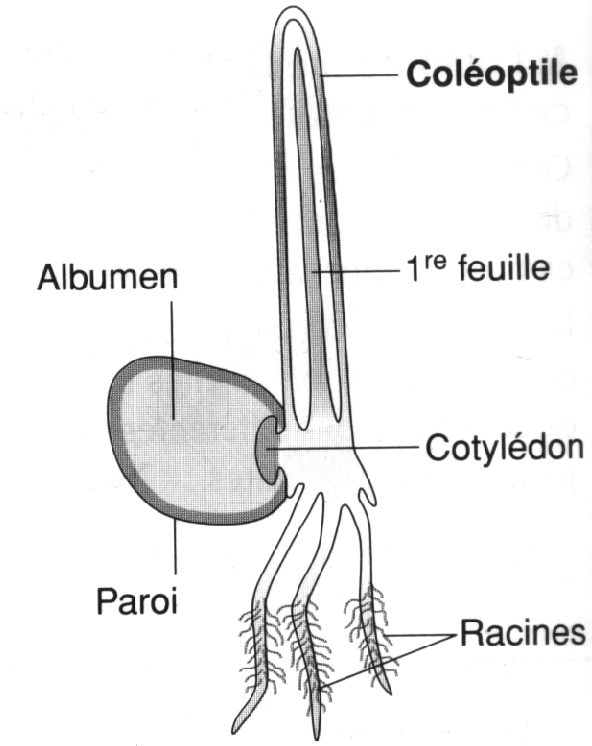 Coléoptile
1re feuille
Albumen
Cotylédon
Paroi
Racines